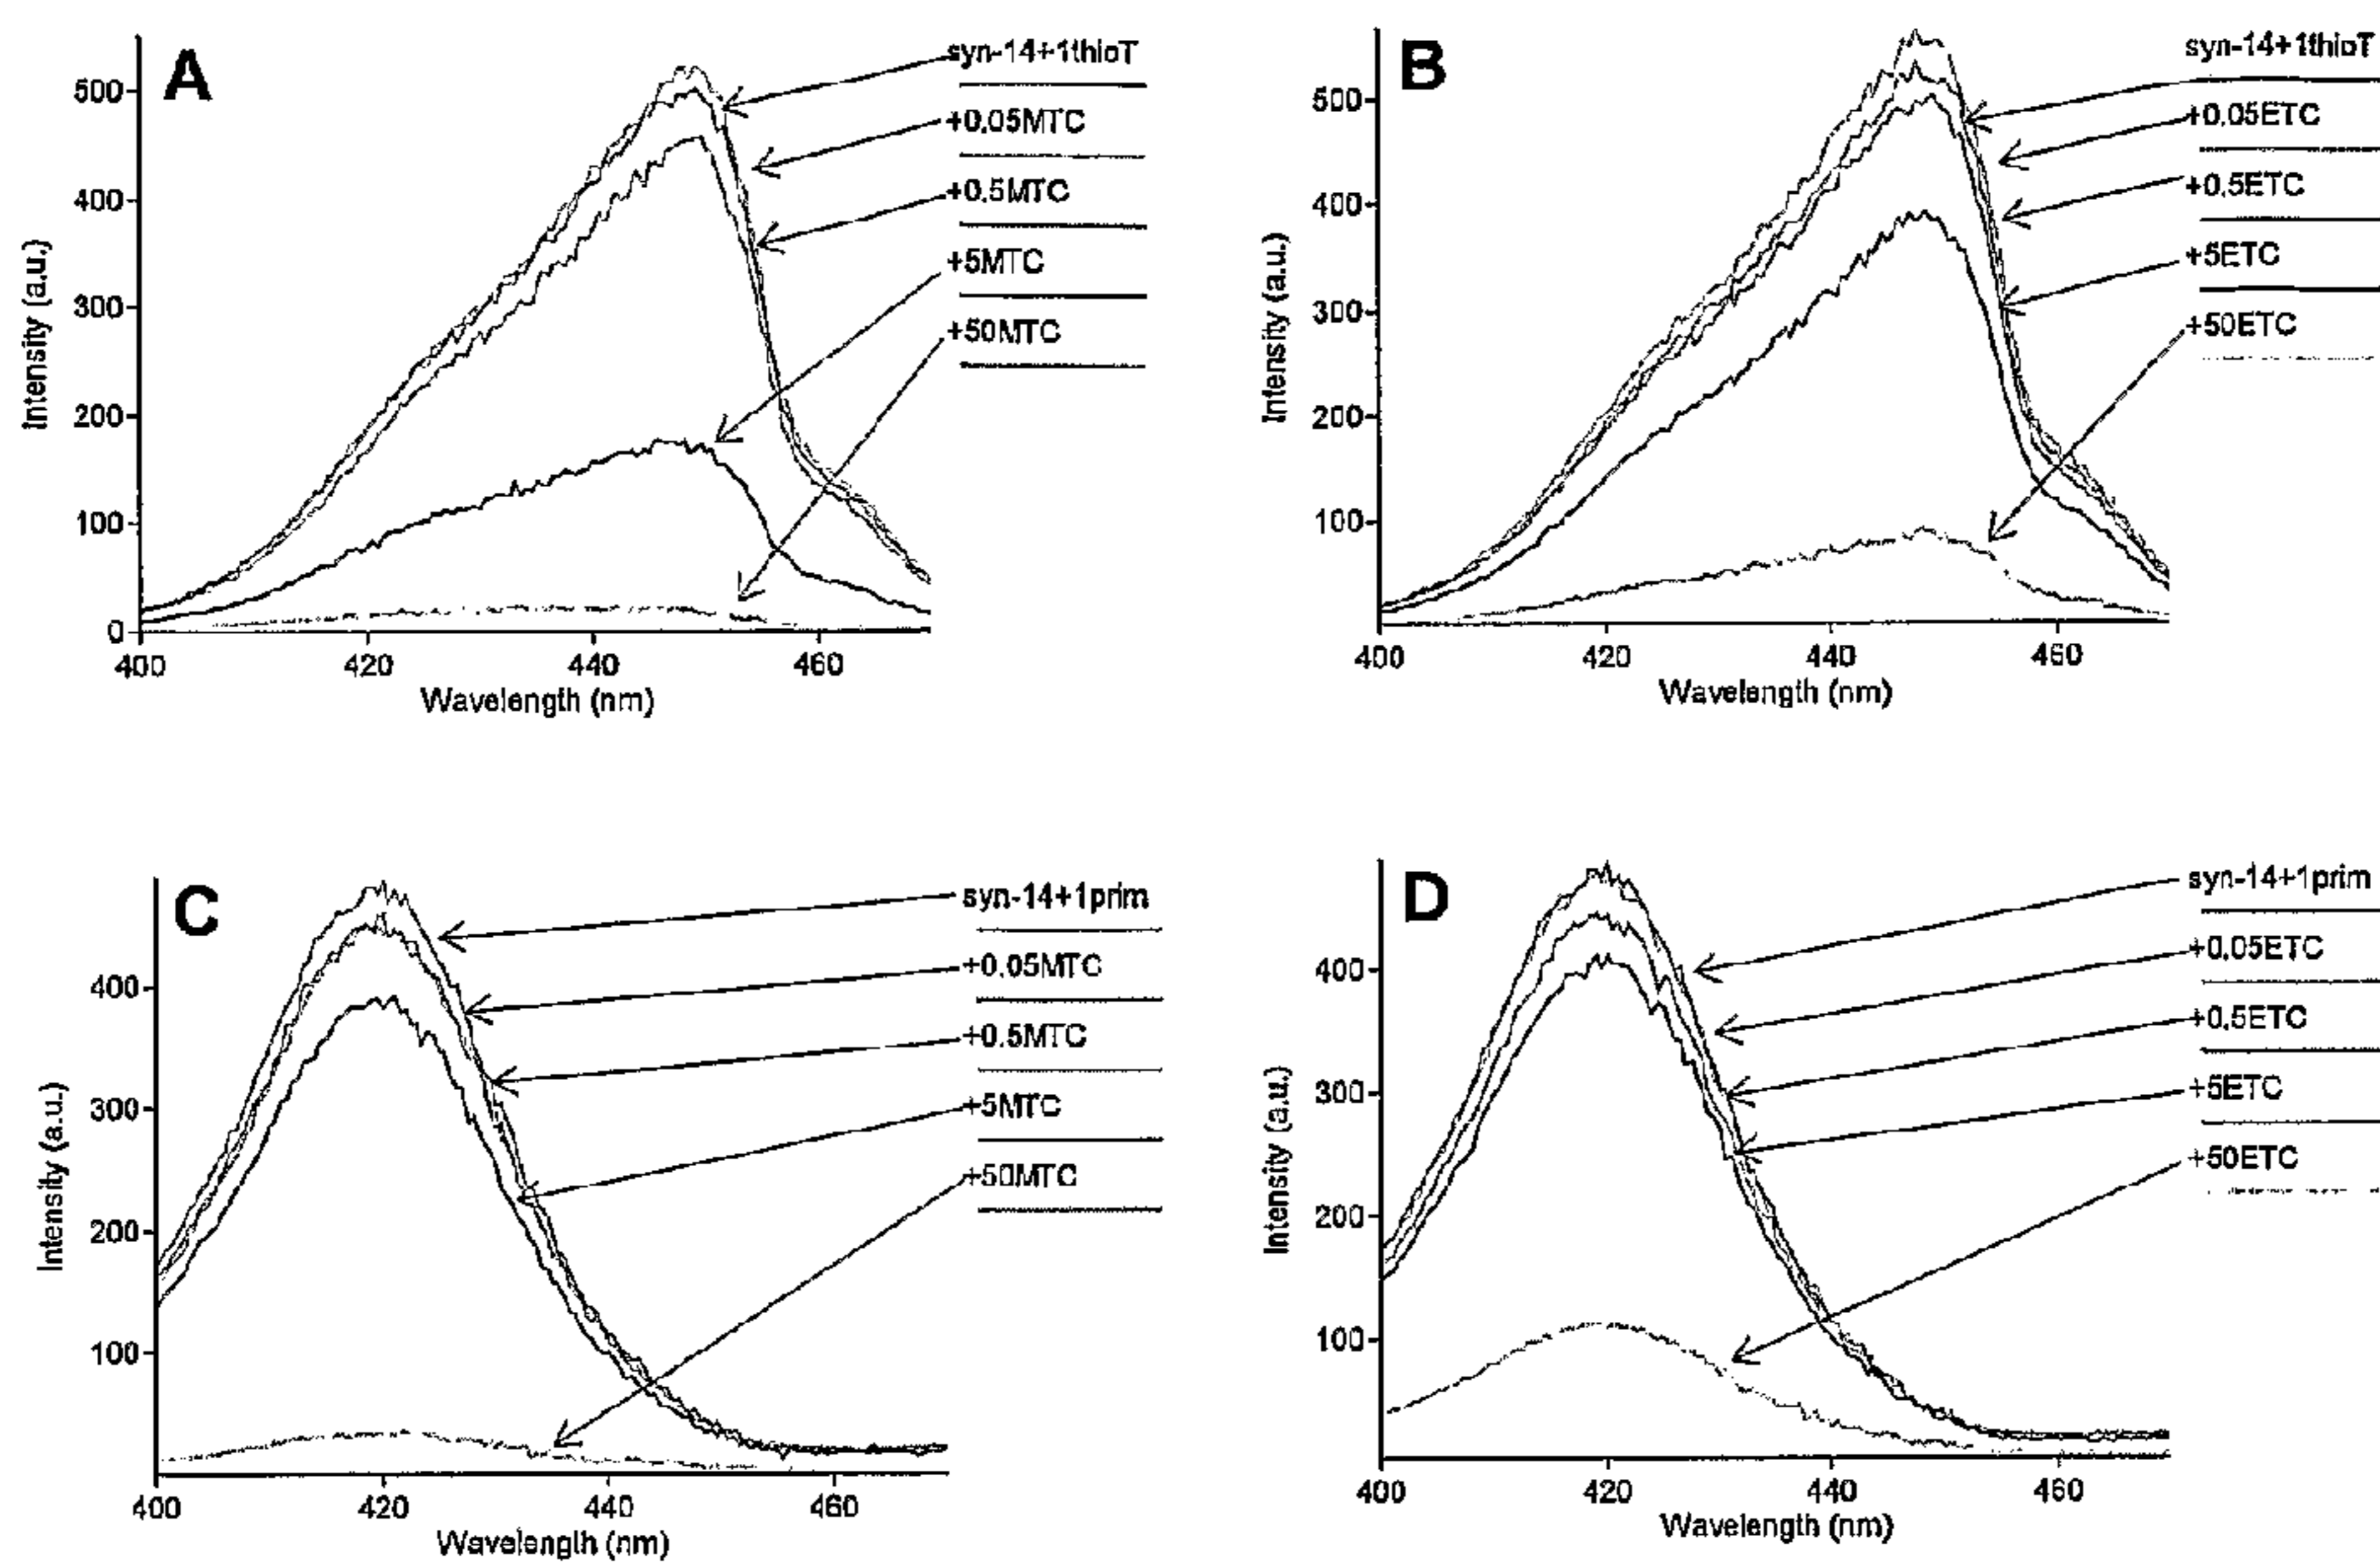 A
syn-14+1thioT
+0.05MTC
+0.5MTC
+5MTC
+50MTC
500
400
300
200
100
0
Intensity (a.u.)
400
420
440
460
Wavelength (nm)
B
syn-14+1thioT
+0.05ETC
+0.5ETC
+5ETC
+50ETC
500
400
300
200
100
Intensity (a.u.)
400
420
440
460
Wavelength (nm)
C
syn-14+1prim
+0.05MTC
+0.5MTC
+5MTC
+50MTC
400
300
200
100
Intensity (a.u.)
400
420
440
460
Wavelength (nm)
D
syn-14+1prim
+0.05ETC
+0.5ETC
+5ETC
+50ETC
400
300
200
100
Intensity (a.u.)
400
420
440
460
Wavelength (nm)